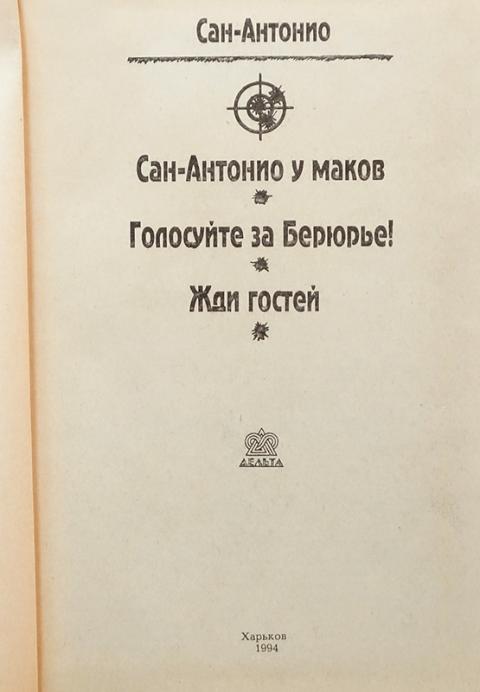 Сан-Антонио
Сан-Антонио у маков
Голосуйте за Берюрье!
Жди гостей
ДЕЛЬТА
Харьков
1994